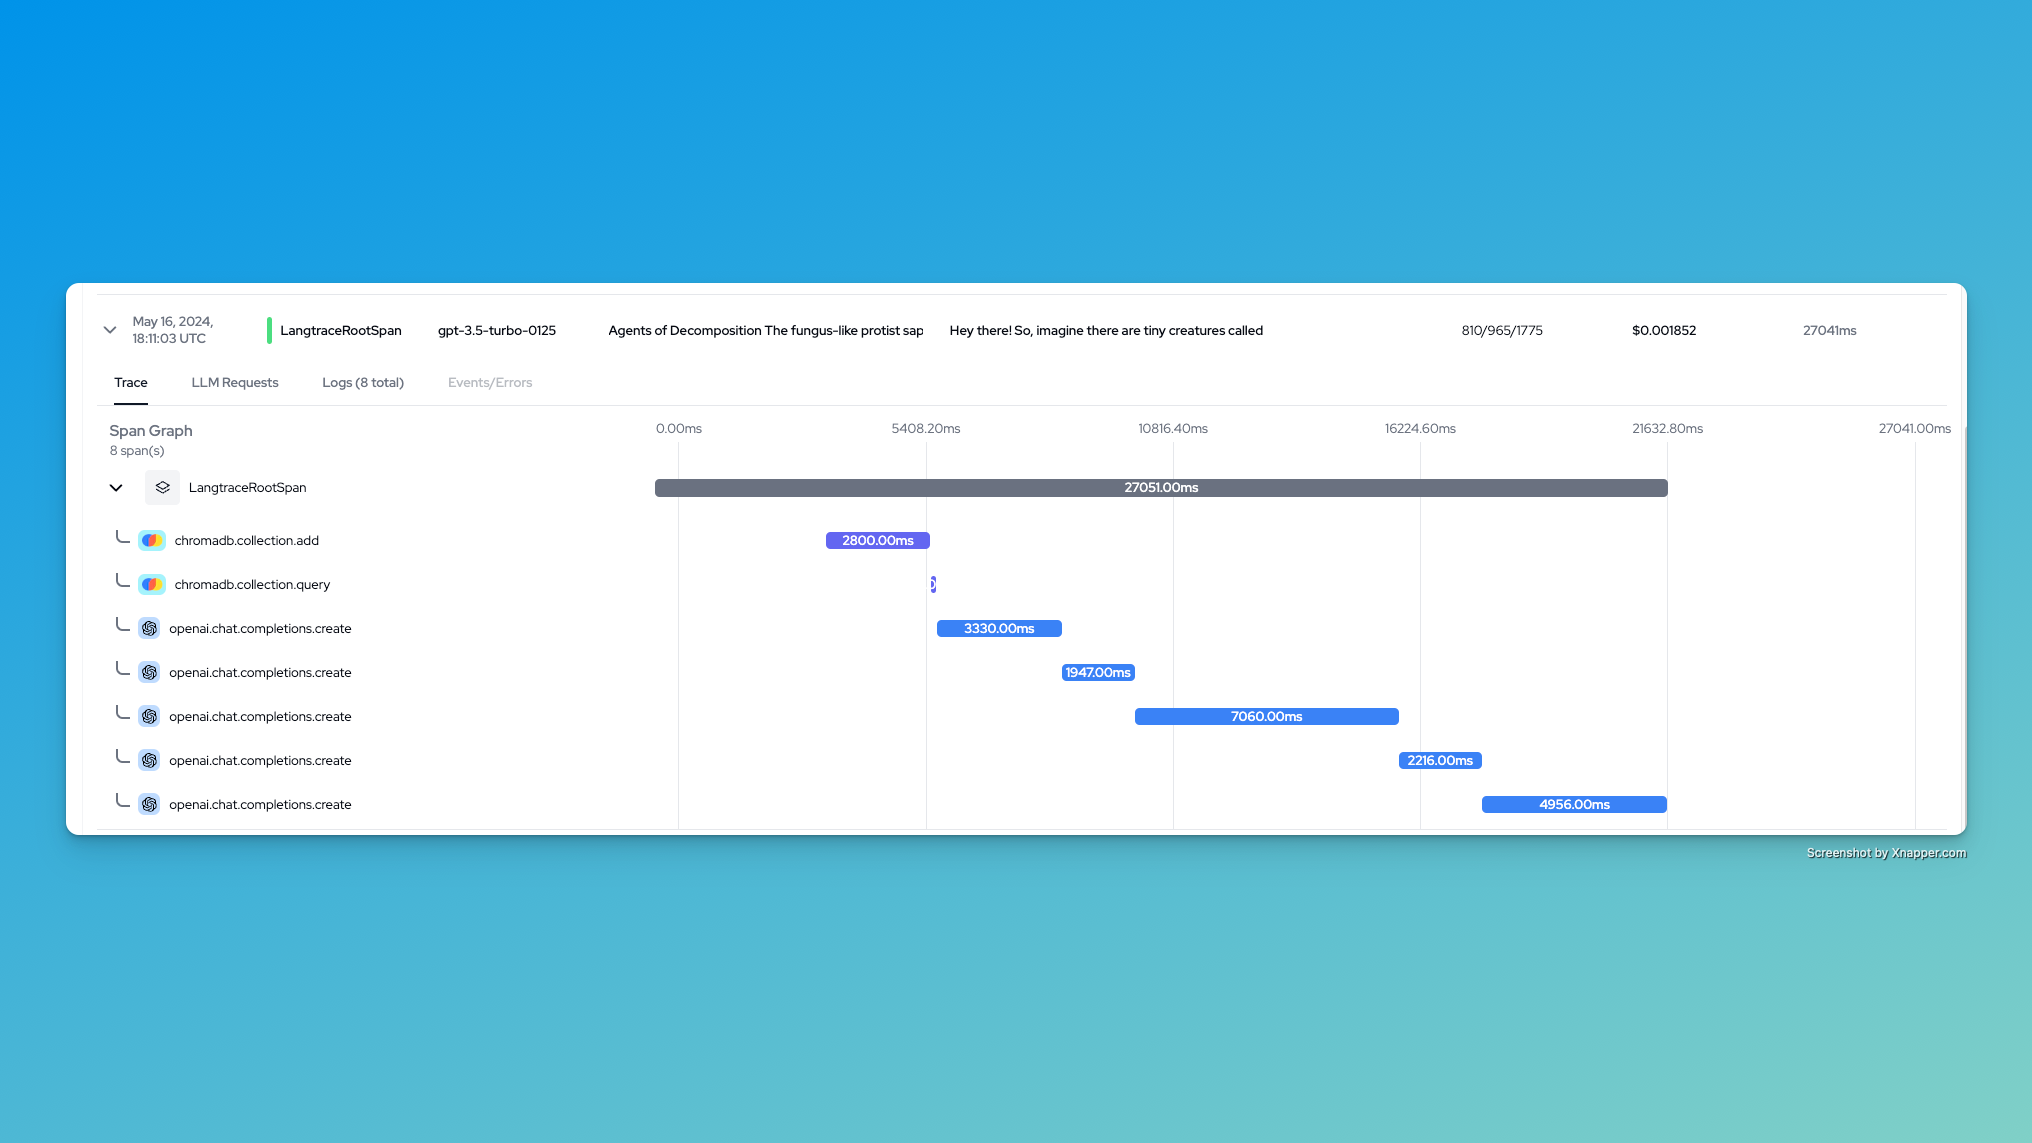 May 16, 2024,
18:11:03 UTC
LangtraceRootSpan
gpt-3.5-turbo-0125
Agents of Decomposition The fungus-like protist sap
Hey there! So, imagine there are tiny creatures called
810/965/1775
$0.001852
27041ms
Trace
LLM Requests
Logs (8 total)
Events/Errors
Span Graph
8 span(s)
0.00ms
5408.20ms
10816.40ms
16224.60ms
21632.80ms
27041.00ms
LangtraceRootSpan
27051.00ms
chromadb.collection.add
2800.00ms
chromadb.collection.query
openai.chat.completions.create
3330.00ms
openai.chat.completions.create
1947.00ms
openai.chat.completions.create
7060.00ms
openai.chat.completions.create
2216.00ms
openai.chat.completions.create
4956.00ms
Screenshot by Xnapper.com